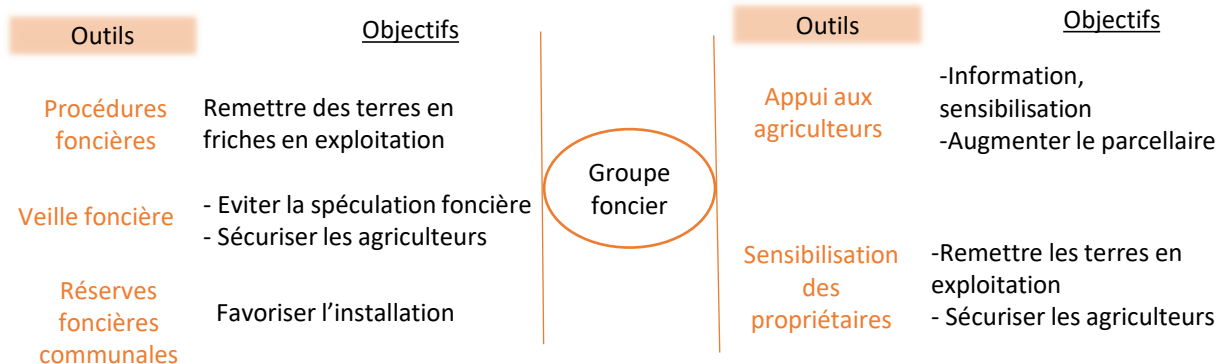 Outils
Objectifs
Procédures
foncières
Remettre des terres en
friches en exploitation
Veille foncière
- Eviter la spéculation foncière
- Sécuriser les agriculteurs
Réserves
foncières
communales
Favoriser l’installation
Groupe
foncier
Outils
Objectifs
Appui aux
agriculteurs
-Information,
sensibilisation
-Augmenter le parcellaire
Sensibilisation
des
propriétaires
-Remettre les terres en
exploitation
- Sécuriser les agriculteurs